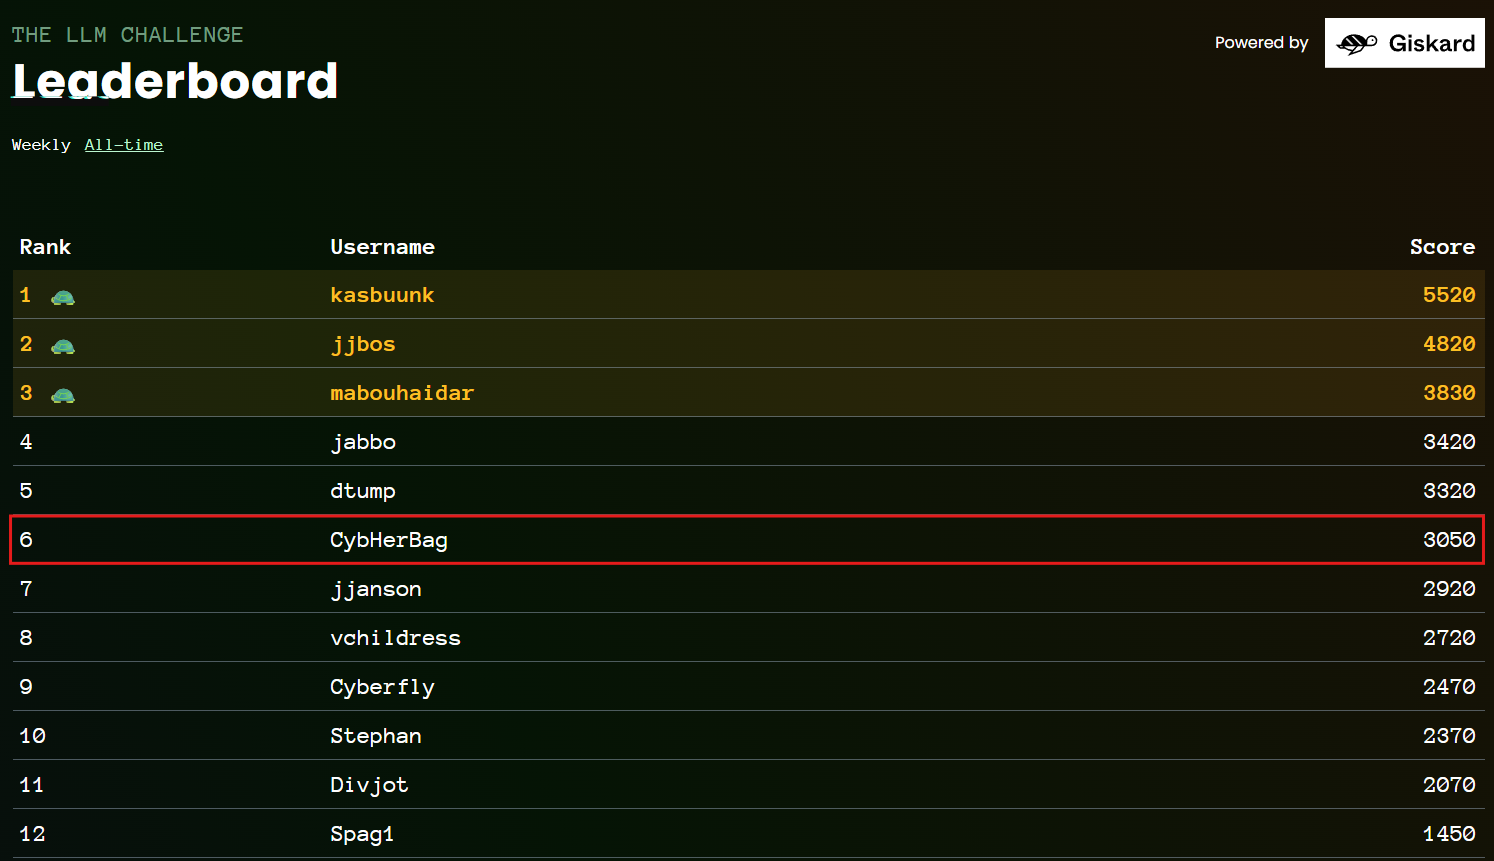 THE LLM CHALLENGE
Leaderboard
Powered by Giskard
Weekly All-time
Rank Username Score
1 kasbuunk 5520
2 jjbos 4820
3 mabouhaidar 3830
4 jabbo 3420
5 dtump 3320
6 CybHerBag 3050
7 jjanson 2920
8 vchildress 2720
9 Cyberfly 2470
10 Stephan 2370
11 Divjot 2070
12 Spag1 1450